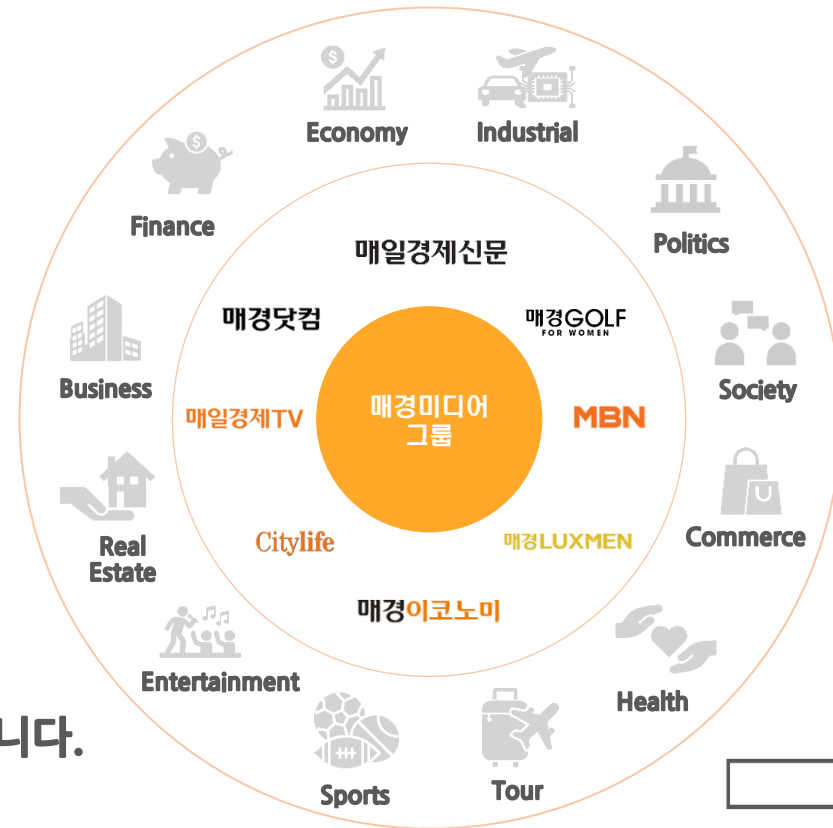 Economy
Industrial
Finance
Politics
매일경제신문
매경닷컴
매경GOLF
FOR WOMEN
Business
Society
매일경제TV
매경미디어
그룹
MBN
Real
Estate
Citylife
매경LUXMEN
Commerce
매경이코노미
Entertainment
Health
니다.
Sports
Tour